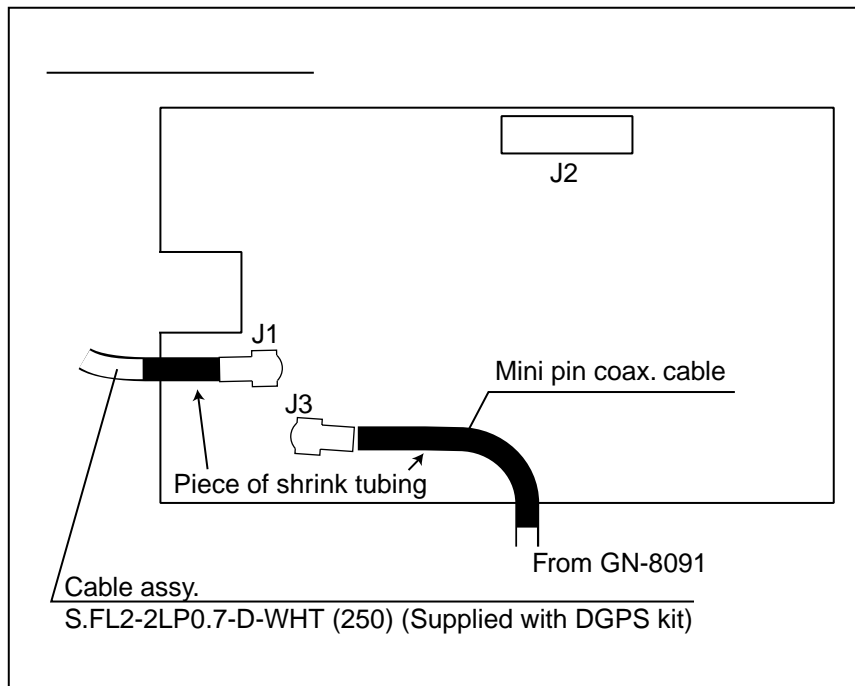 J2
J1
Mini pin coax. cable
J3
Piece of shrink tubing
From GN-8091
Cable assy.
S.FL2-2LP0.7-D-WHT (250) (Supplied with DGPS kit)